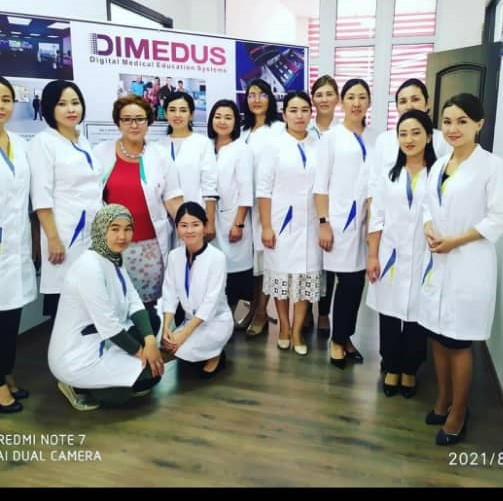 DIMEDUS
Digital Medical Education Systems
REDMI NOTE 7
AI DUAL CAMERA
2021/8